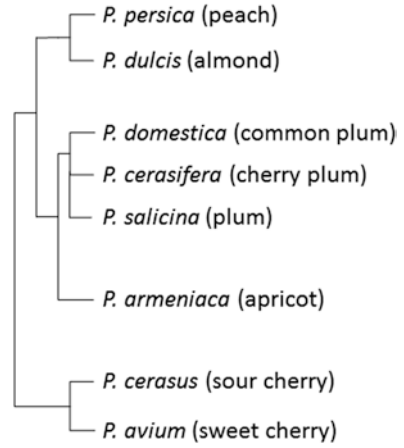 P. persica (peach)
P. dulcis (almond)
P. domestica (common plum)
P. cerasifera (cherry plum)
P. salicina (plum)
P. armeniaca (apricot)
P. cerasus (sour cherry)
P. avium (sweet cherry)